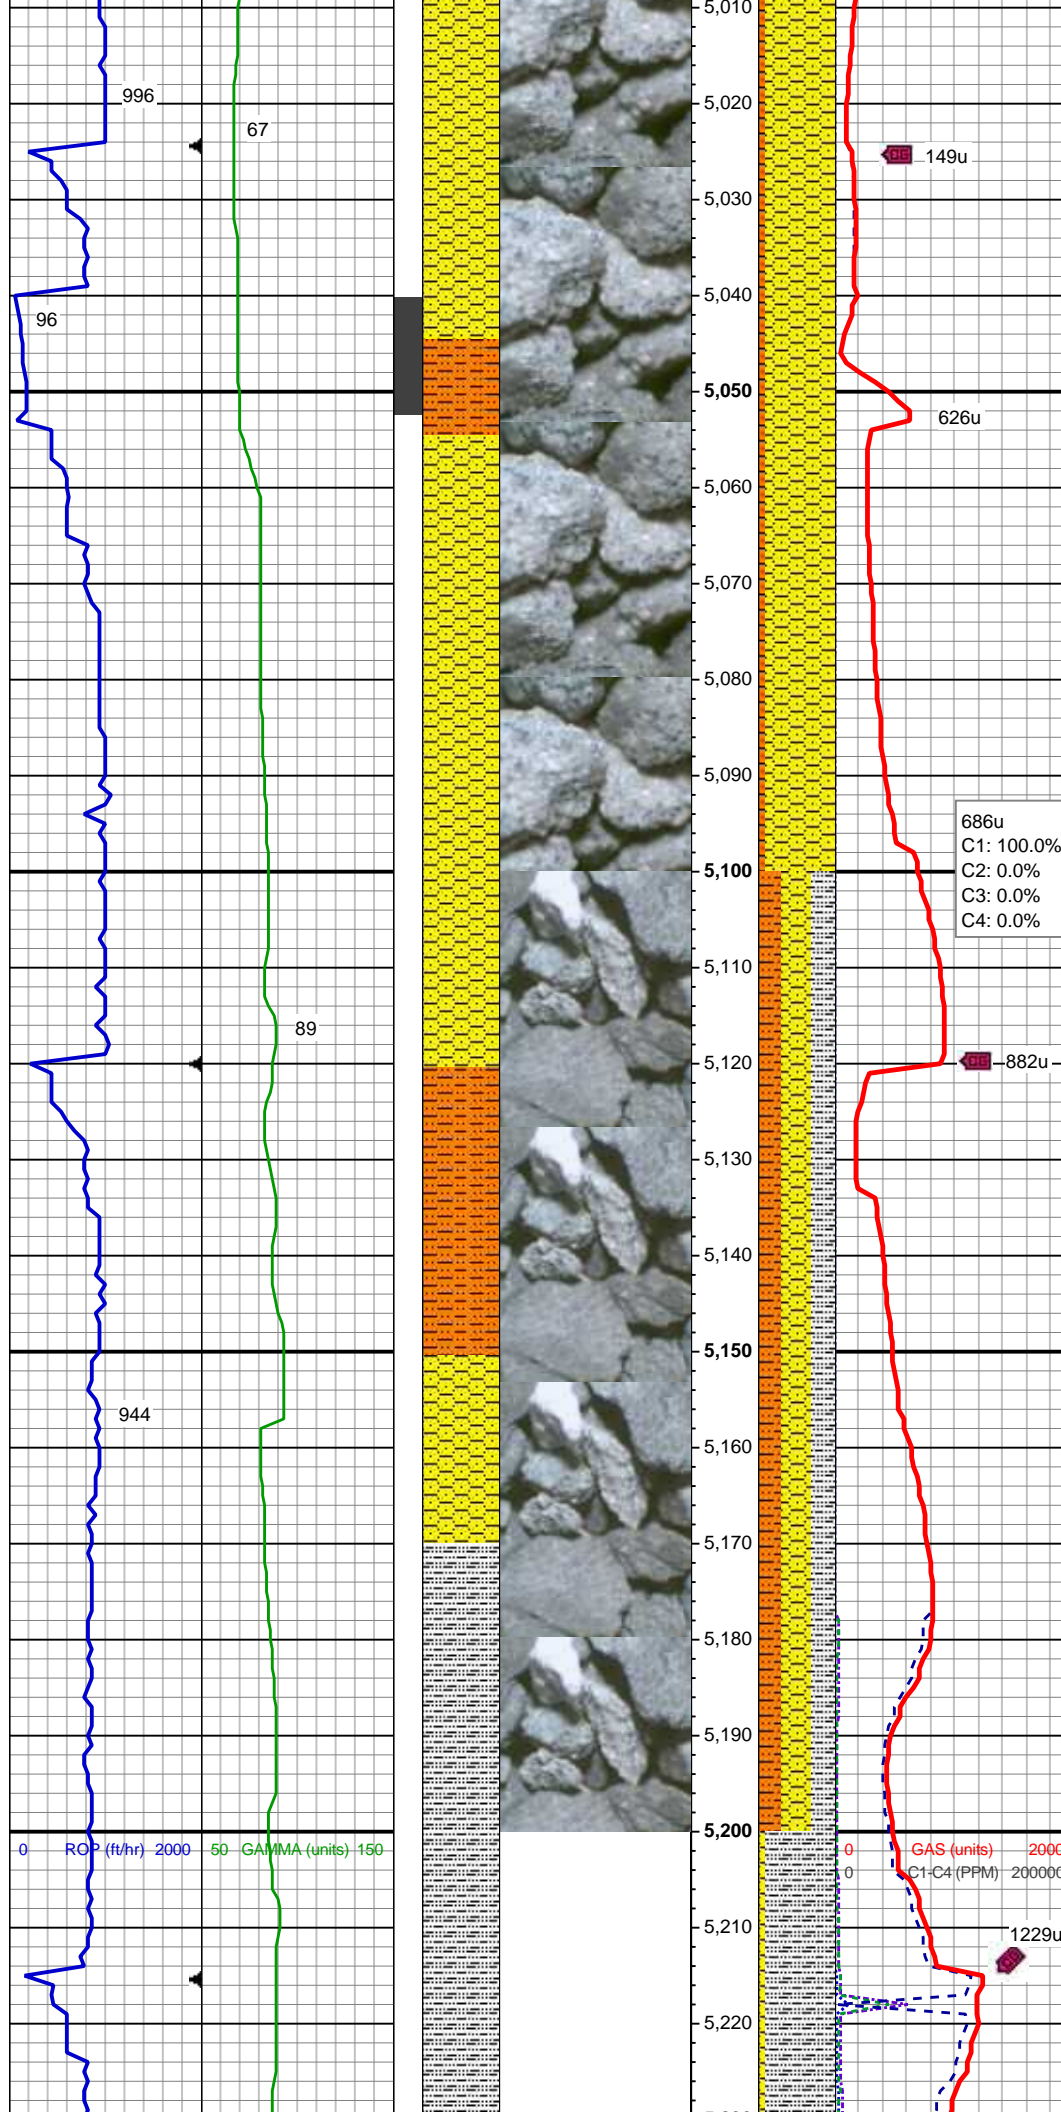 5,010
996
5,020
67
CG 149u
5,030
5,040
96
5,050
626u
5,060
5,070
5,080
5,090
686u
C1: 100.0%
C2: 0.0%
C3: 0.0%
C4: 0.0%
5,100
5,110
89
5,120
CG 882u
5,130
5,140
5,150
944
5,160
5,170
5,180
5,190
5,200
0 ROP (ft/hr) 2000 50 GAMMA (units) 150 0 GAS (units) 2000
0 C1-C4 (PPM) 200000
5,210
1229u
CG
5,220